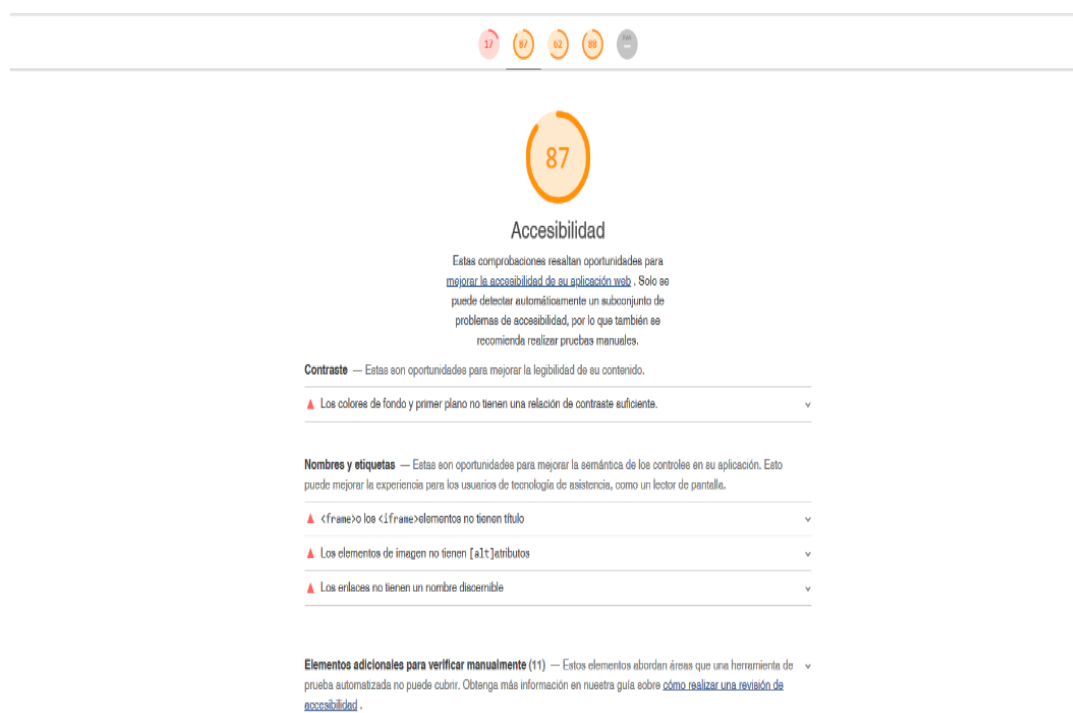 17 87 62 88
87
Accesibilidad
Estas comprobaciones resaltan oportunidades para
mejorar la accesibilidad de su aplicación web . Solo se
puede detectar automáticamente un subconjunto de
problemas de accesibilidad, por lo que también se
recomienda realizar pruebas manuales.
Contraste — Estas son oportunidades para mejorar la legibilidad de su contenido.
Los colores de fondo y primer plano no tienen una relación de contraste suficiente.
Nombres y etiquetas — Estas son oportunidades para mejorar la semántica de los controles en su aplicación. Esto
puede mejorar la experiencia para los usuarios de tecnología de asistencia, como un lector de pantalla.
<frame>o los <iframe>elementos no tienen título
Los elementos de imagen no tienen [alt]atributos
Los enlaces no tienen un nombre discernible
Elementos adicionales para verificar manualmente (11) — Estos elementos abordan áreas que una herramienta de
prueba automatizada no puede cubrir. Obtenga más información en nuestra guía sobre cómo realizar una revisión de
accesibilidad .